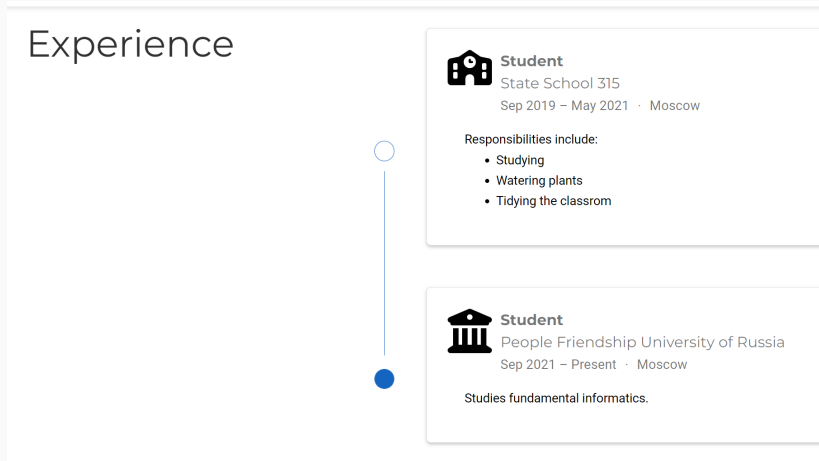 Experience
Student
State School 315
Sep 2019 – May 2021 · Moscow
Responsibilities include:
• Studying
• Watering plants
• Tidying the classrom
Student
People Friendship University of Russia
Sep 2021 – Present · Moscow
Studies fundamental informatics.